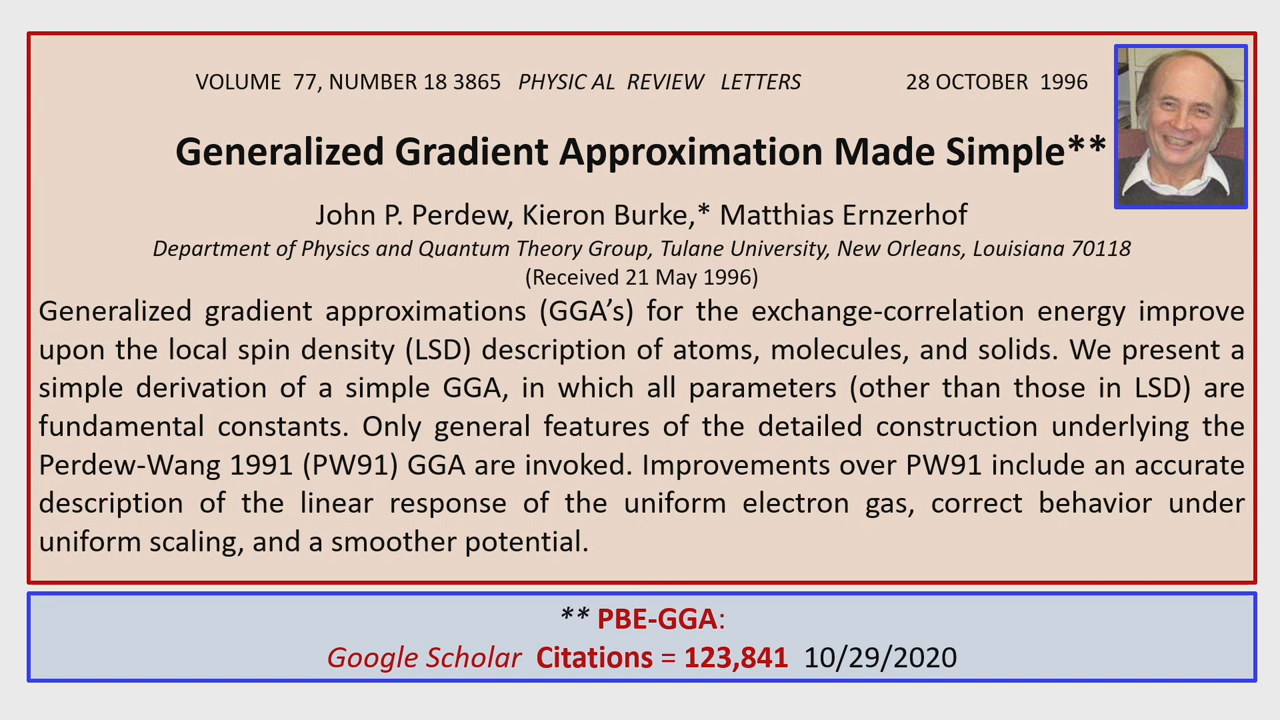 VOLUME 77, NUMBER 18 3865 PHYSIC AL REVIEW LETTERS 28 OCTOBER 1996
Generalized Gradient Approximation Made Simple**
John P. Perdew, Kieron Burke,* Matthias Ernzerhof
Department of Physics and Quantum Theory Group, Tulane University, New Orleans, Louisiana 70118
(Received 21 May 1996)
Generalized gradient approximations (GGA’s) for the exchange-correlation energy improve
upon the local spin density (LSD) description of atoms, molecules, and solids. We present a
simple derivation of a simple GGA, in which all parameters (other than those in LSD) are
fundamental constants. Only general features of the detailed construction underlying the
Perdew-Wang 1991 (PW91) GGA are invoked. Improvements over PW91 include an accurate
description of the linear response of the uniform electron gas, correct behavior under
uniform scaling, and a smoother potential.
** PBE-GGA:
Google Scholar Citations = 123,841 10/29/2020